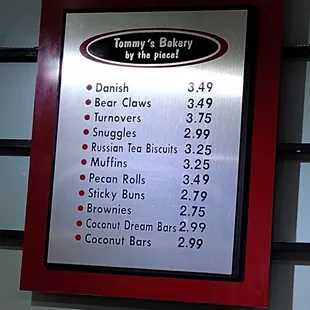 Tommy's Bakery
by the piece!
Danish 3.49
Bear Claws 3.49
Turnovers 3.75
Snuggles 2.99
Russian Tea Biscuits 3.25
Muffins 3.25
Pecan Rolls 3.49
Sticky Buns 2.79
Brownies 2.75
Coconut Dream Bars 2.99
Coconut Bars 2.99